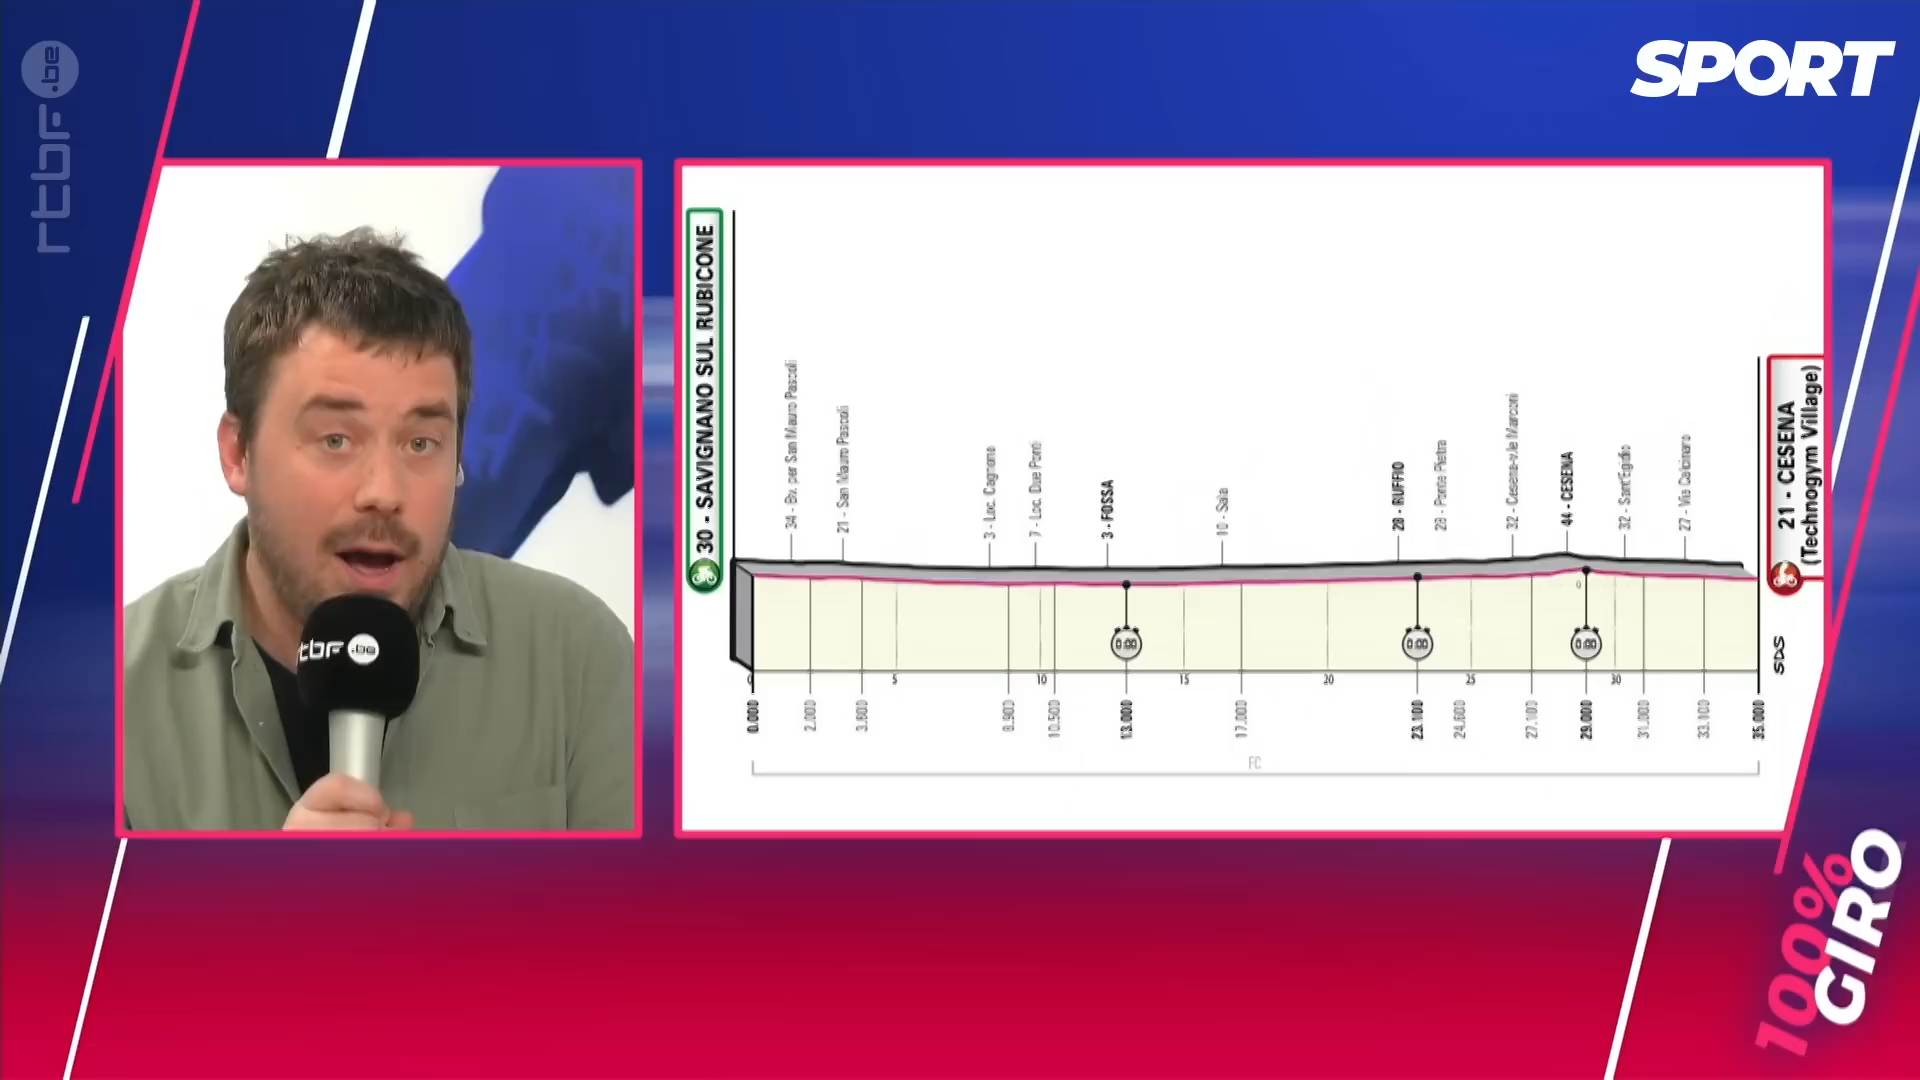 rtbf.be
SPORT
30 - SAVIGNANO SUL RUBICONE
34 - Bv. per San Mauro Pascoli
21 - San Mauro Pascoli
3 - Loc. Cagnona
7 - Loc. Due Ponti
3 - FOSSA
10 - Sala
28 - RUFFIO
28 - Ponte Pietra
32 - Cesena-v.le Marconi
44 - CESENA
32 - Sant'Egidio
27 - Via Calcinaro
21 - CESENA
(Technogym Village)
0
0 5 10 15 20 25 30
SDS
0.000 2.000 3.800 8.900 10.500 13.000 17.000 23.100 24.600 27.100 29.000 31.000 33.100 35.000
FC
rtbf.be
100%
GIRO